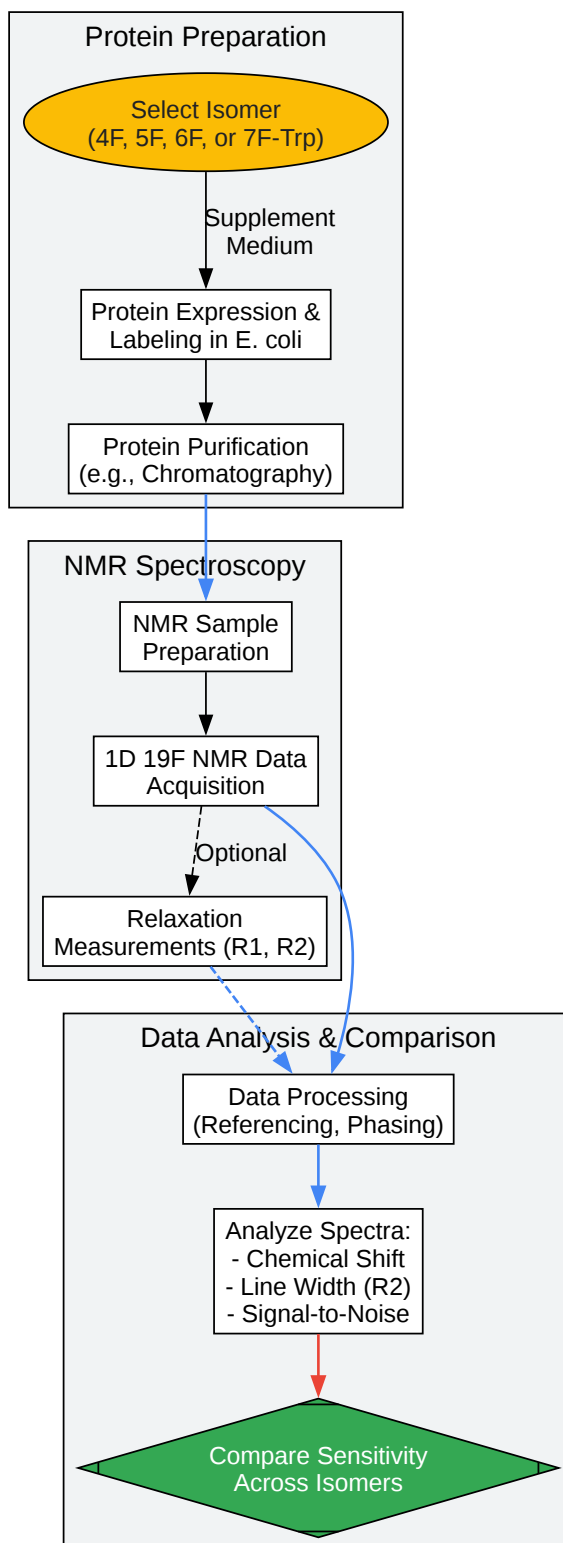 Protein Preparation
Select Isomer
(4F, 5F, 6F, or 7F-Trp)
Supplement
Medium
Protein Expression &
Labeling in E. coli
Protein Purification
(e.g., Chromatography)
NMR Spectroscopy
NMR Sample
Preparation
1D 19F NMR Data
Acquisition
Optional
Relaxation
Measurements (R1, R2)
Data Analysis & Comparison
Data Processing
(Referencing, Phasing)
Analyze Spectra:
- Chemical Shift
- Line Width (R2)
- Signal-to-Noise
Compare Sensitivity
Across Isomers